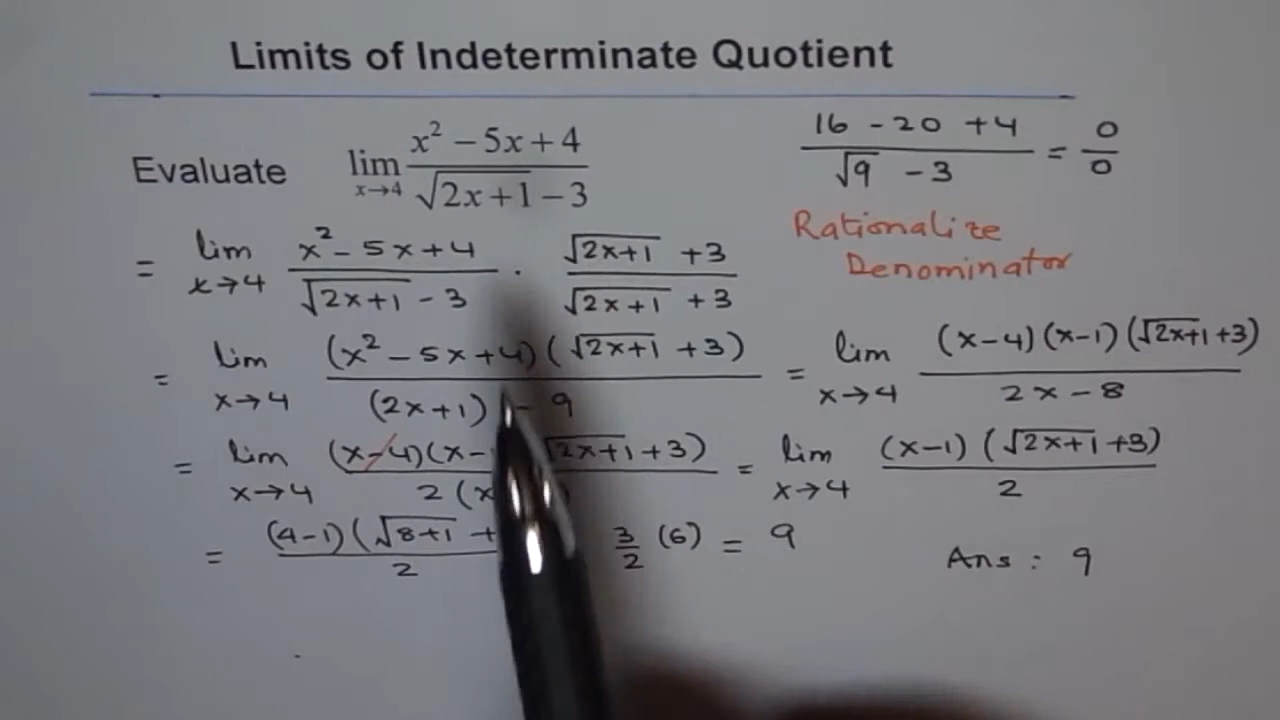 Limits of Indeterminate Quotient
Evaluate lim x→4 (x² − 5x + 4)/(√(2x+1) − 3)
(16 − 20 + 4)/(√9 − 3) = 0/0
Rationalize
Denominator
= lim x→4 (x² − 5x + 4)/(√(2x+1) − 3) · (√(2x+1) + 3)/(√(2x+1) + 3)
= lim x→4 (x² − 5x + 4)(√(2x+1) + 3)/(2x+1) − 9 = lim x→4 (x−4)(x−1)(√(2x+1) + 3)/(2x − 8)
= lim x→4 (x−4)(x− √(2x+1) + 3)/2(x = lim x→4 (x−1)(√(2x+1) + 3)/2
= (4−1)(√(8+1) + /2 3/2 (6) = 9
Ans : 9